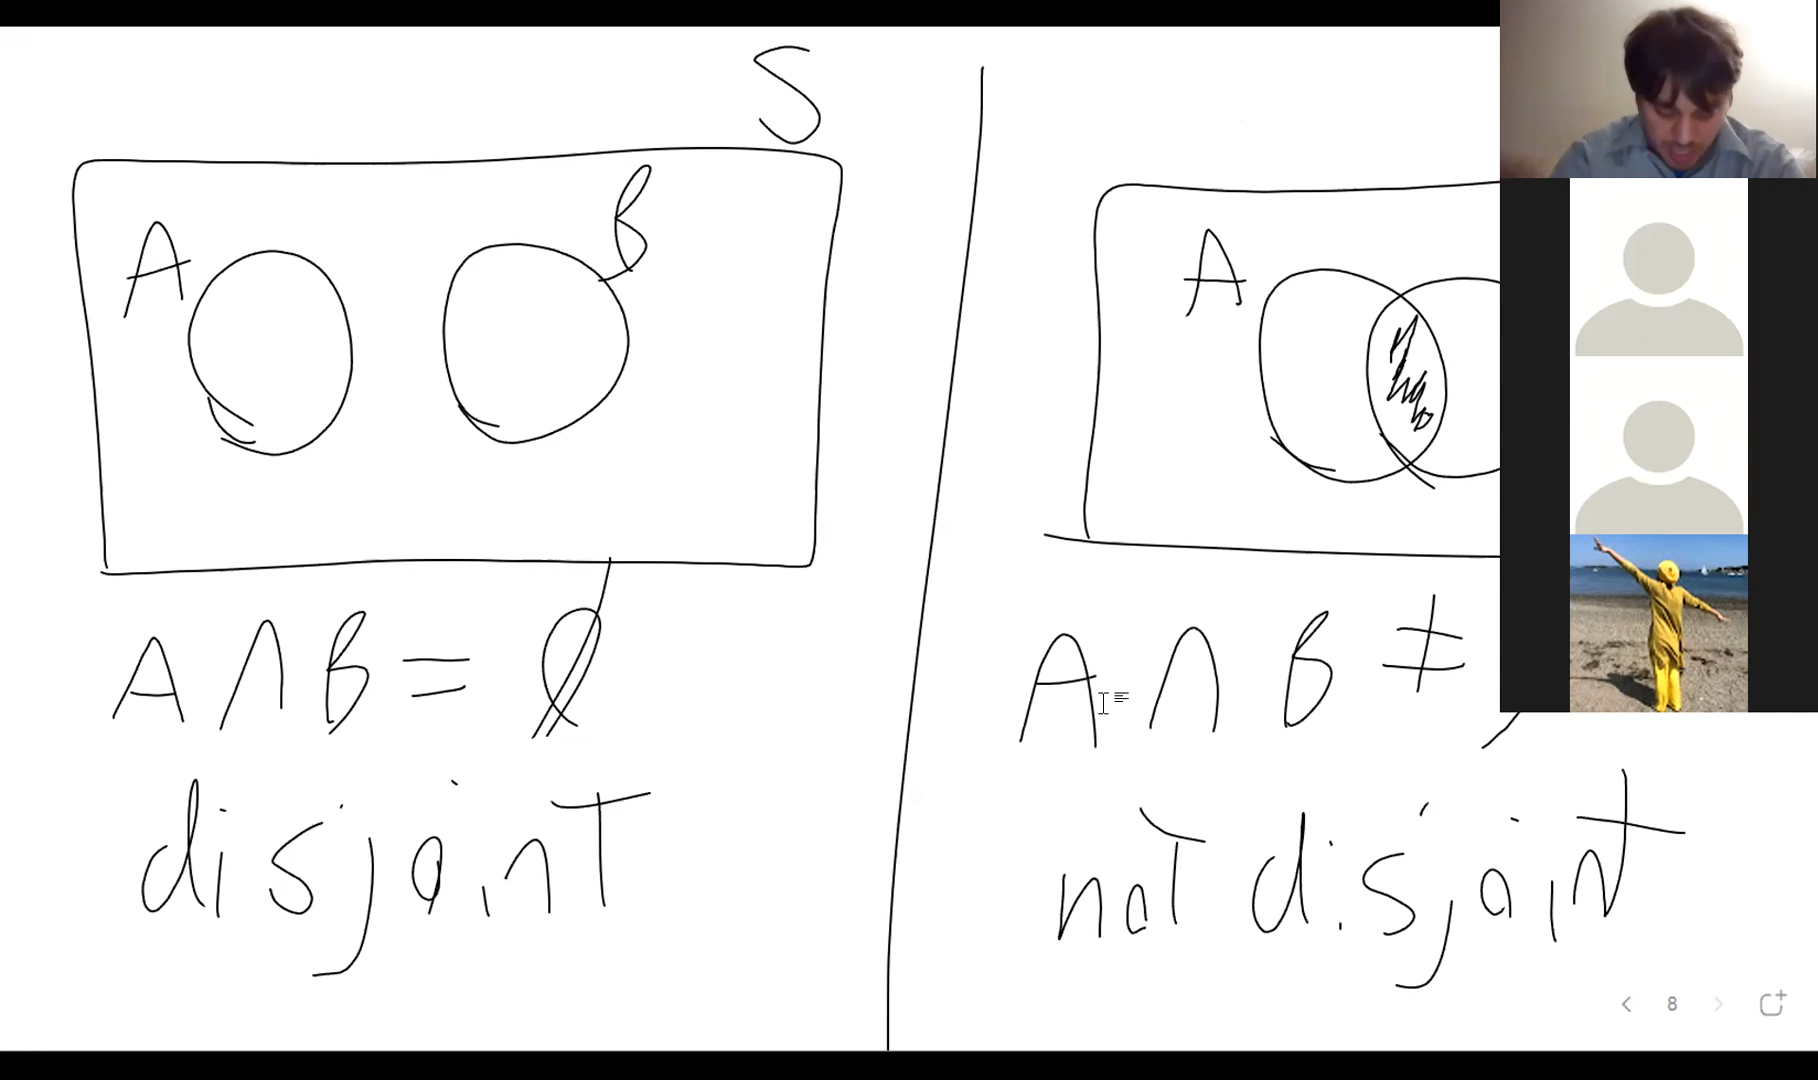 S
A
B
A ∩ B = ∅
disjoint
A
A ∩ B ≠
not disjoint
8